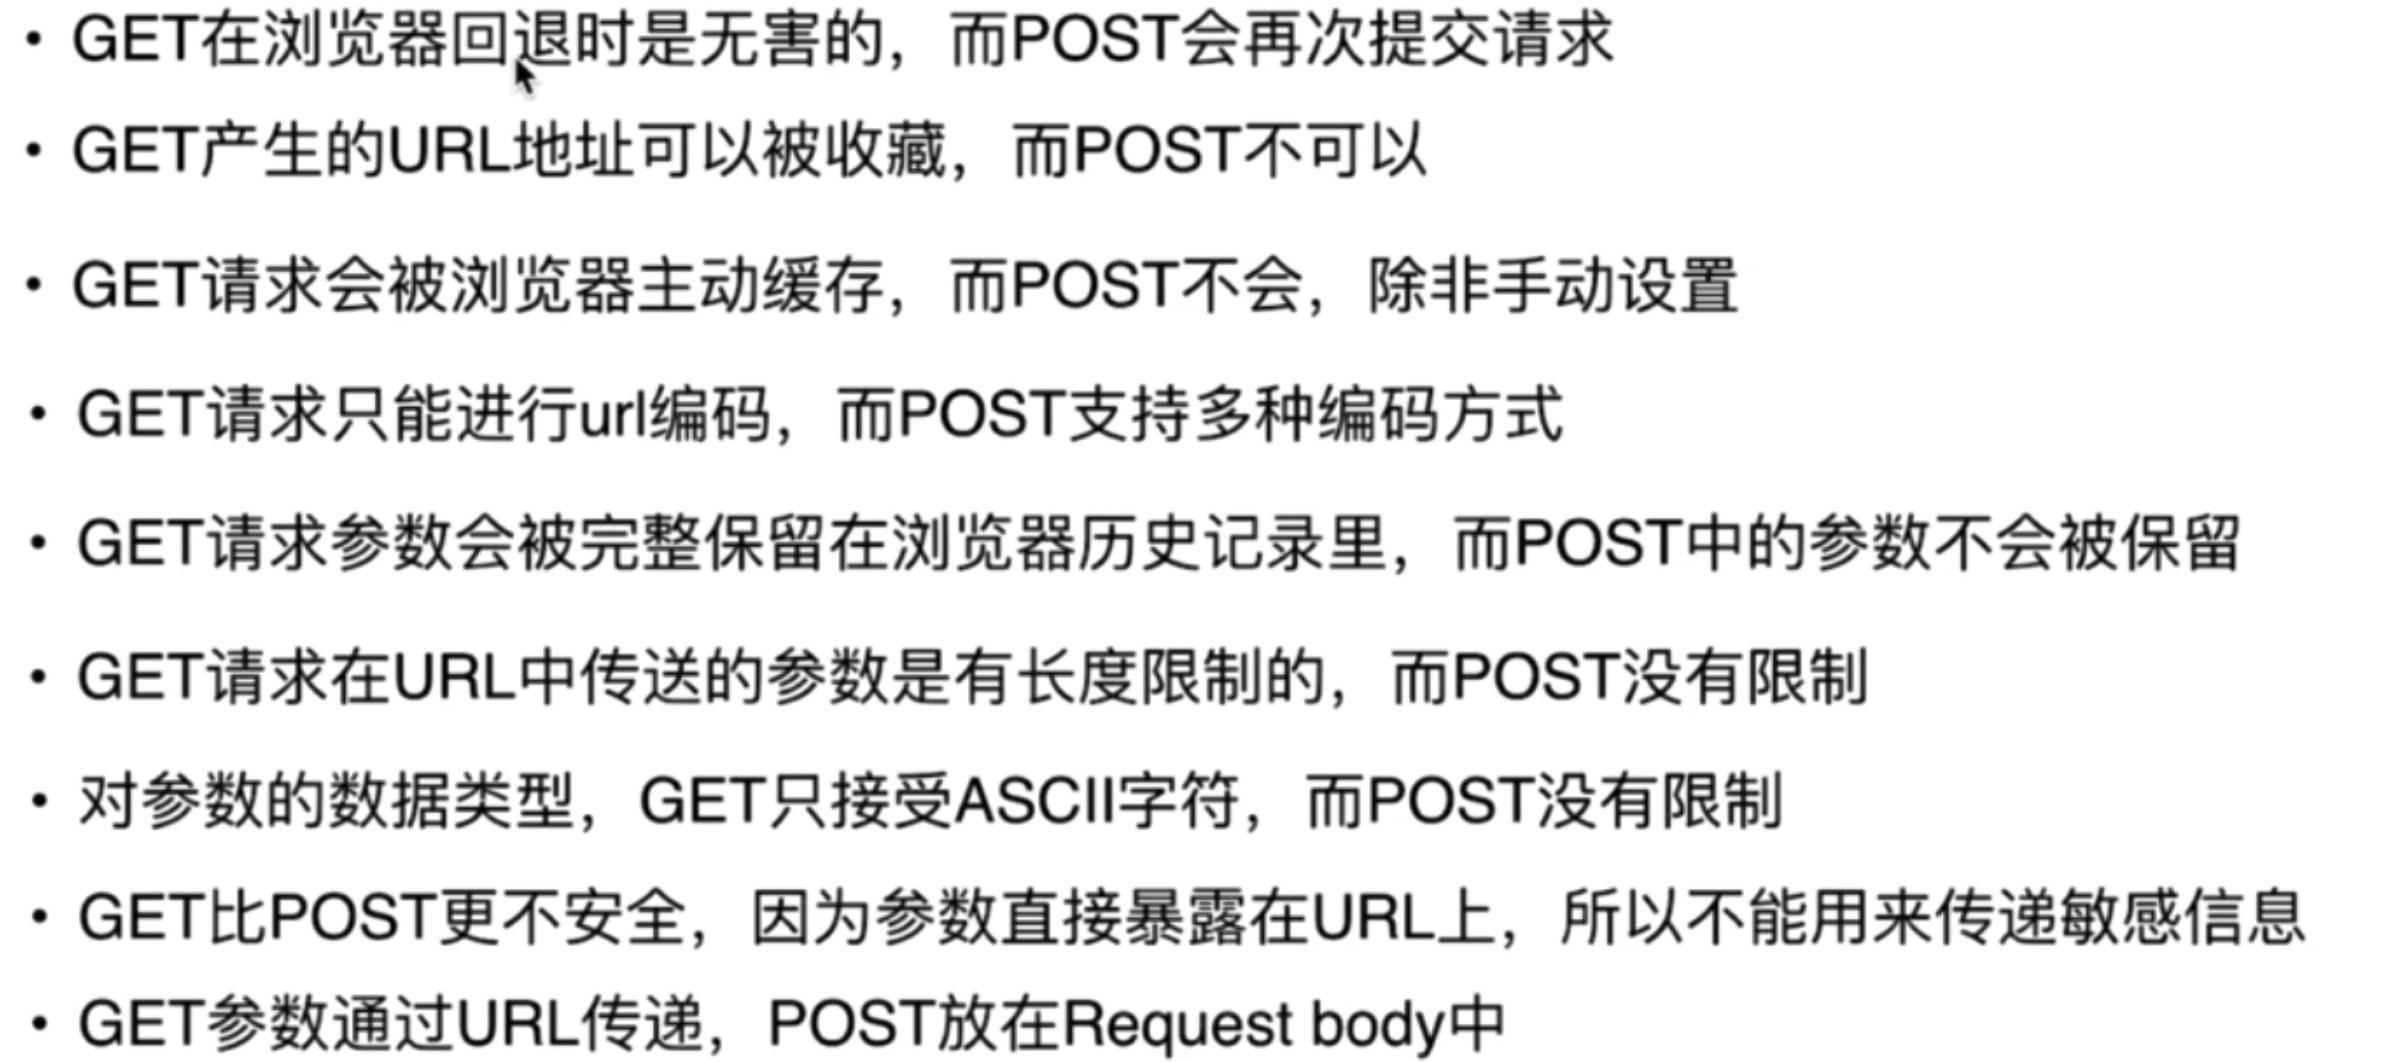 • GET在浏览器回退时是无害的，而POST会再次提交请求
• GET产生的URL地址可以被收藏，而POST不可以
• GET请求会被浏览器主动缓存，而POST不会，除非手动设置
• GET请求只能进行url编码，而POST支持多种编码方式
• GET请求参数会被完整保留在浏览器历史记录里，而POST中的参数不会被保留
• GET请求在URL中传送的参数是有长度限制的，而POST没有限制
• 对参数的数据类型，GET只接受ASCII字符，而POST没有限制
• GET比POST更不安全，因为参数直接暴露在URL上，所以不能用来传递敏感信息
• GET参数通过URL传递，POST放在Request body中